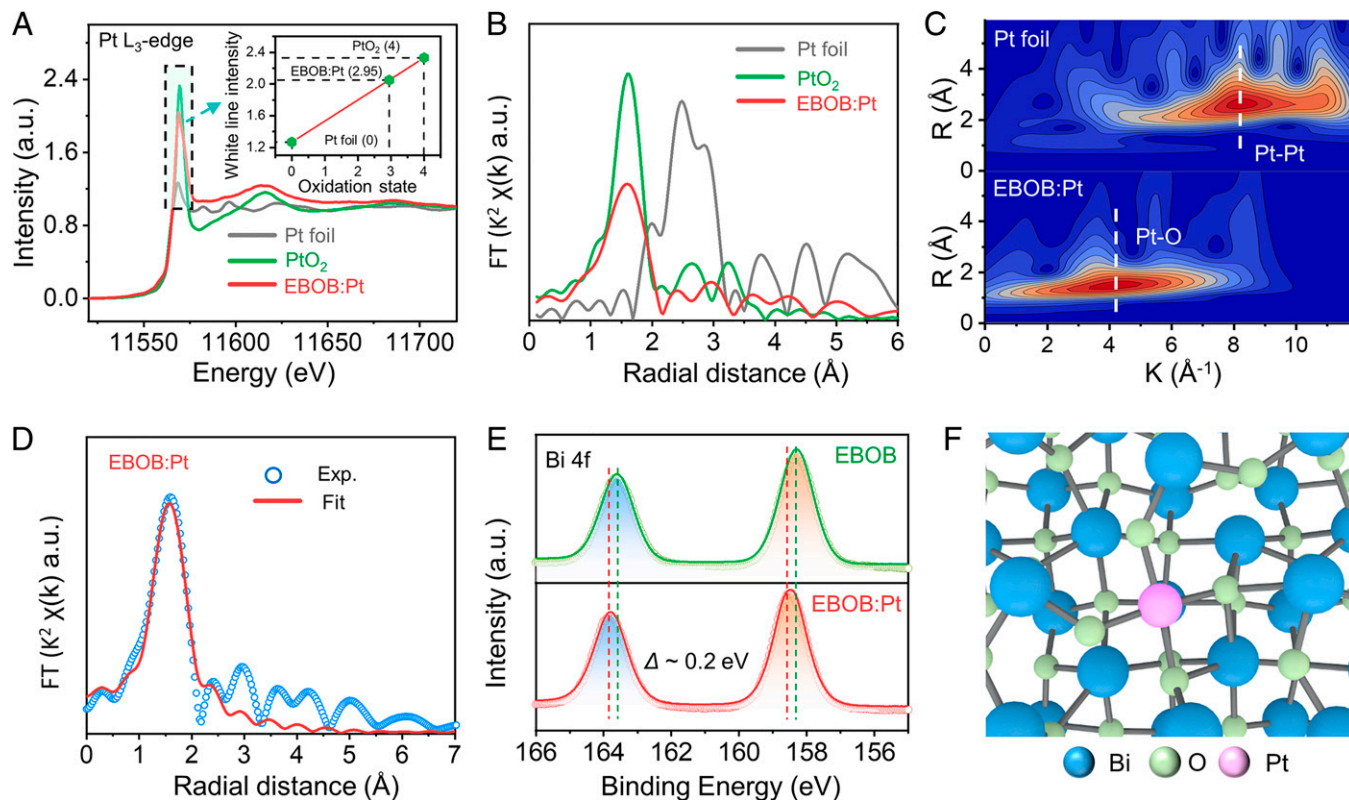 A
Pt L₃-edge
Intensity (a.u.)
2.4
1.6
0.8
0.0
White line intensity
2.4
2.1
1.8
1.5
1.2
PtO₂ (4)
EBOB:Pt (2.95)
Pt foil (0)
0 1 2 3 4
Oxidation state
Pt foil
PtO₂
EBOB:Pt
11550 11600 11650 11700
Energy (eV)
B
FT (K² χ(k) a.u.
Pt foil
PtO₂
EBOB:Pt
0 1 2 3 4 5 6
Radial distance (Å)
C
Pt foil
R (Å)
4
2
0
Pt-Pt
EBOB:Pt
R (Å)
4
2
0
Pt-O
0 2 4 6 8 10
K (Å⁻¹)
D
EBOB:Pt
Exp.
Fit
FT (K² χ(k) a.u.
0 1 2 3 4 5 6 7
Radial distance (Å)
E
Bi 4f
EBOB
EBOB:Pt
Δ ~ 0.2 eV
Intensity (a.u.)
166 163 160 158 155
Binding Energy (eV)
F
Bi O Pt